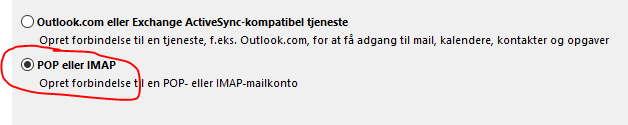 Outlook.com eller Exchange ActiveSync-kompatibel tjeneste
Opret forbindelse til en tjeneste, f.eks. Outlook.com, for at få adgang til mail, kalendere, kontakter og opgaver
POP eller IMAP
Opret forbindelse til en POP- eller IMAP-mailkonto